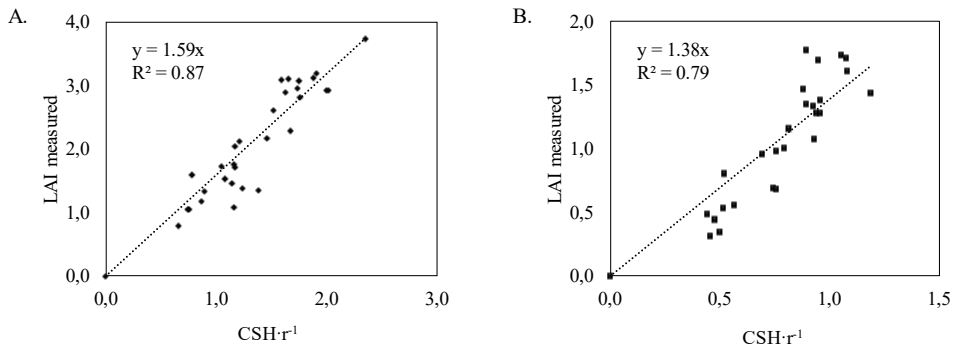 A.
4,0
y = 1.59x
R² = 0.87
3,0
LAI measured
2,0
1,0
0,0
0,0 1,0 2,0 3,0
CSH·r⁻¹
B.
2,0
y = 1.38x
R² = 0.79
1,5
LAI measured
1,0
0,5
0,0
0,0 0,5 1,0 1,5
CSH·r⁻¹